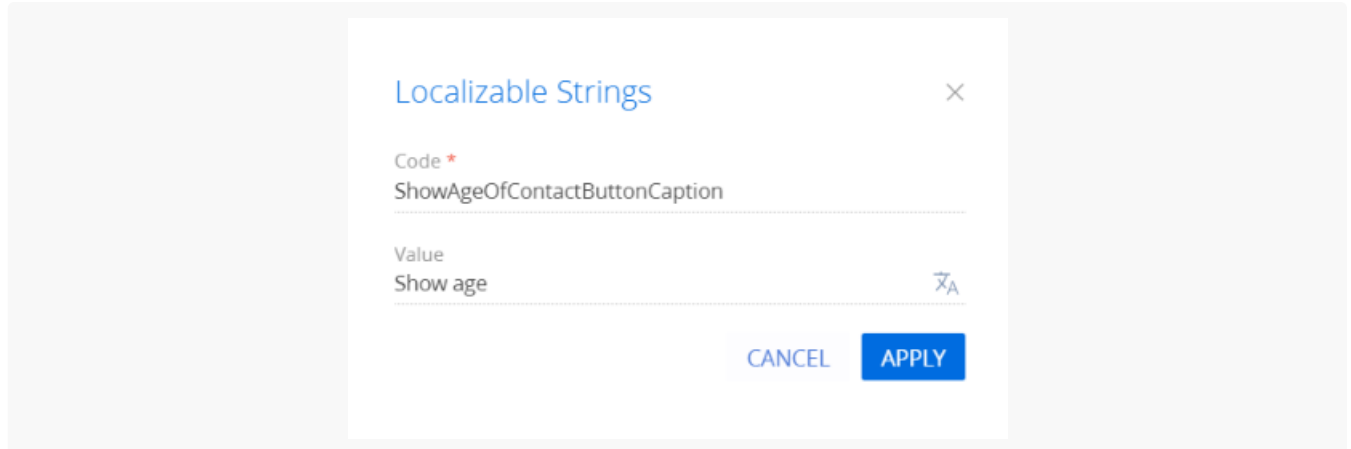 Localizable Strings
Code *
ShowAgeOfContactButtonCaption
Value
Show age
CANCEL APPLY